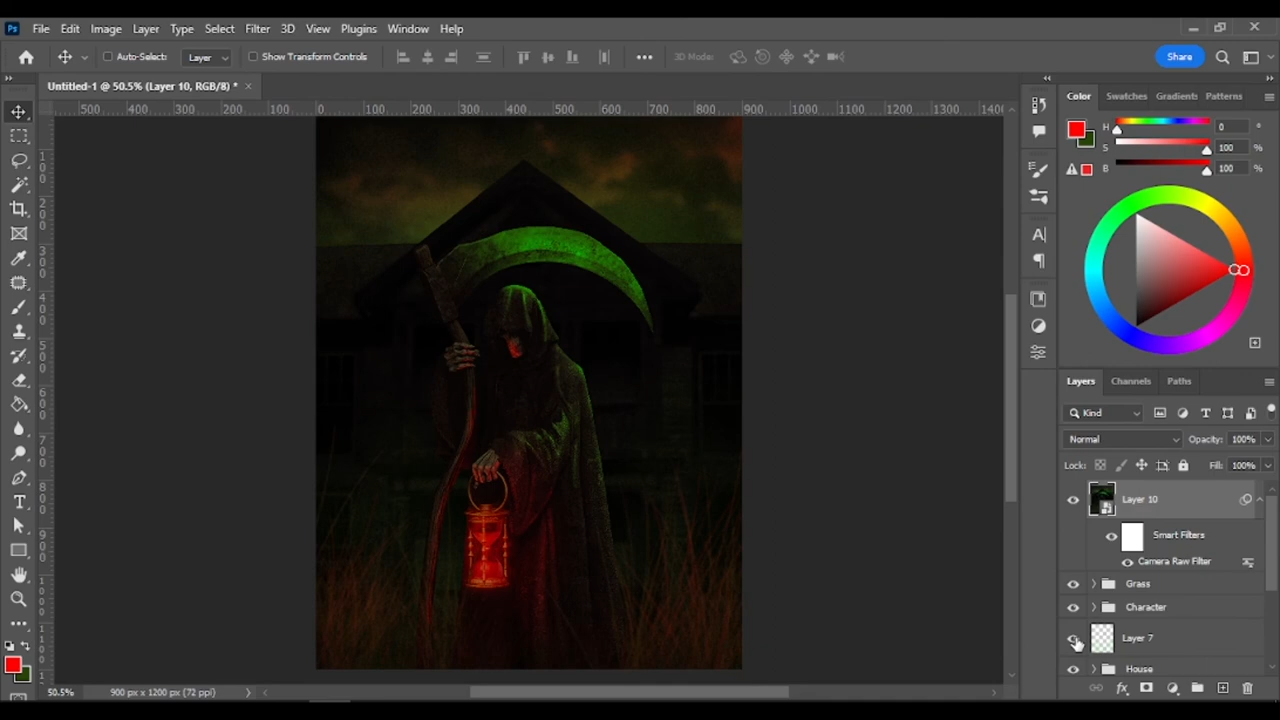 Ps File Edit Image Layer Type Select Filter 3D View Plugins Window Help
Auto-Select: Layer Show Transform Controls 3D Mode: Share
Untitled-1 @ 50.5% (Layer 10, RGB/8) *
500 400 300 200 100 0 100 200 300 400 500 600 700 800 900 1000 1100 1200 1300 1400
Color Swatches Gradients Patterns
H 0 °
S 100 %
B 100 %
Layers Channels Paths
Kind
Normal Opacity: 100%
Lock: Fill: 100%
Layer 10
Smart Filters
Camera Raw Filter
Grass
Character
Layer 7
House
50.5% 900 px x 1200 px (72 ppi)